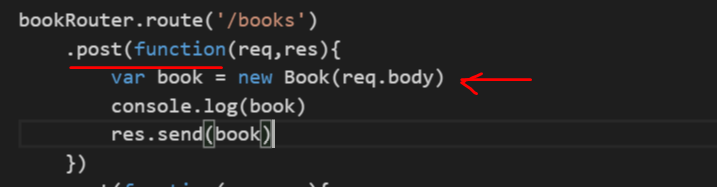 bookRouter.route('/books')
.post(function(req,res){
var book = new Book(req.body)
console.log(book)
res.send(book)
})